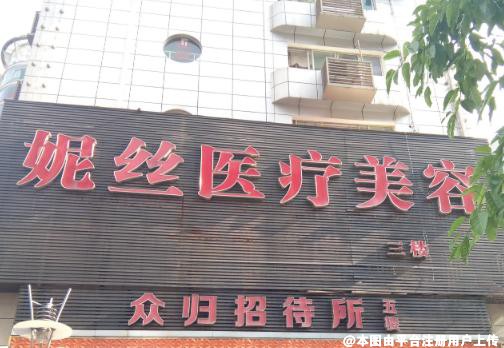 妮丝医疗美容
三楼
众归招待所 五楼
@本图由平台注册用户上传